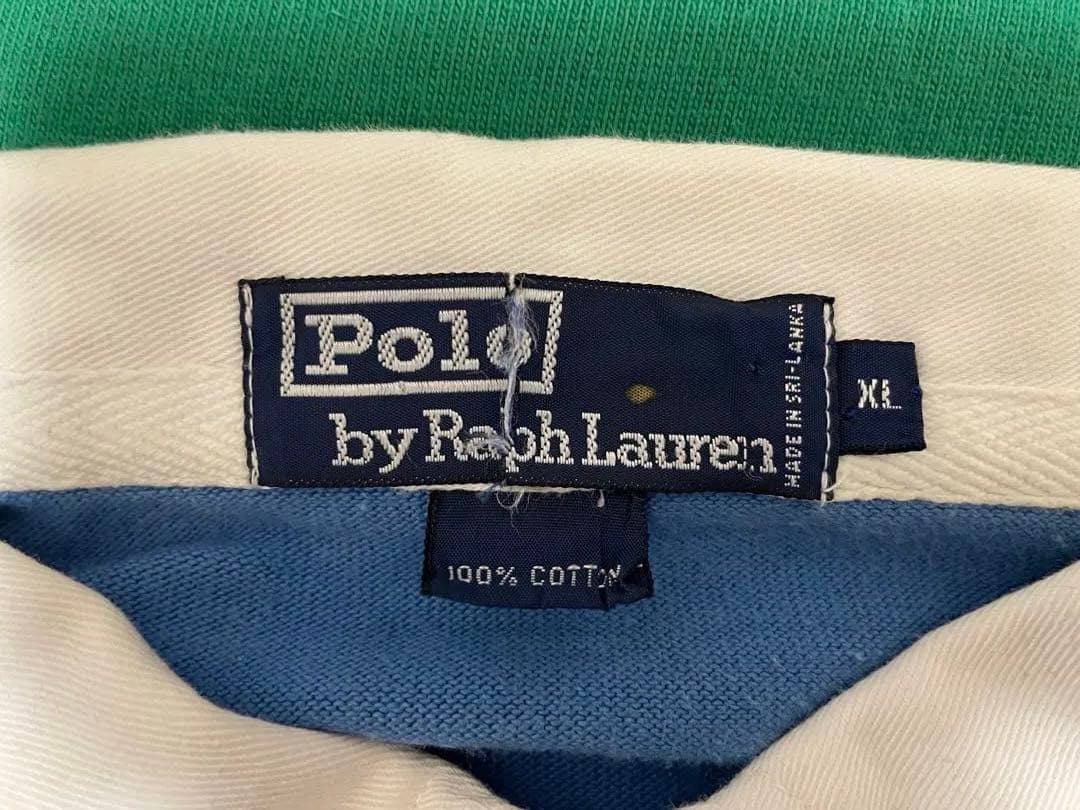 Polo
by Ralph Lauren
MADE IN SRI-LANKA
XL
100% COTTON